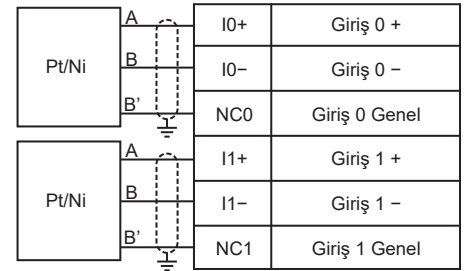 A I0+ Giriş 0 +
Pt/Ni B I0− Giriş 0 −
B’ NC0 Giriş 0 Genel
A I1+ Giriş 1 +
Pt/Ni B I1− Giriş 1 −
B’ NC1 Giriş 1 Genel